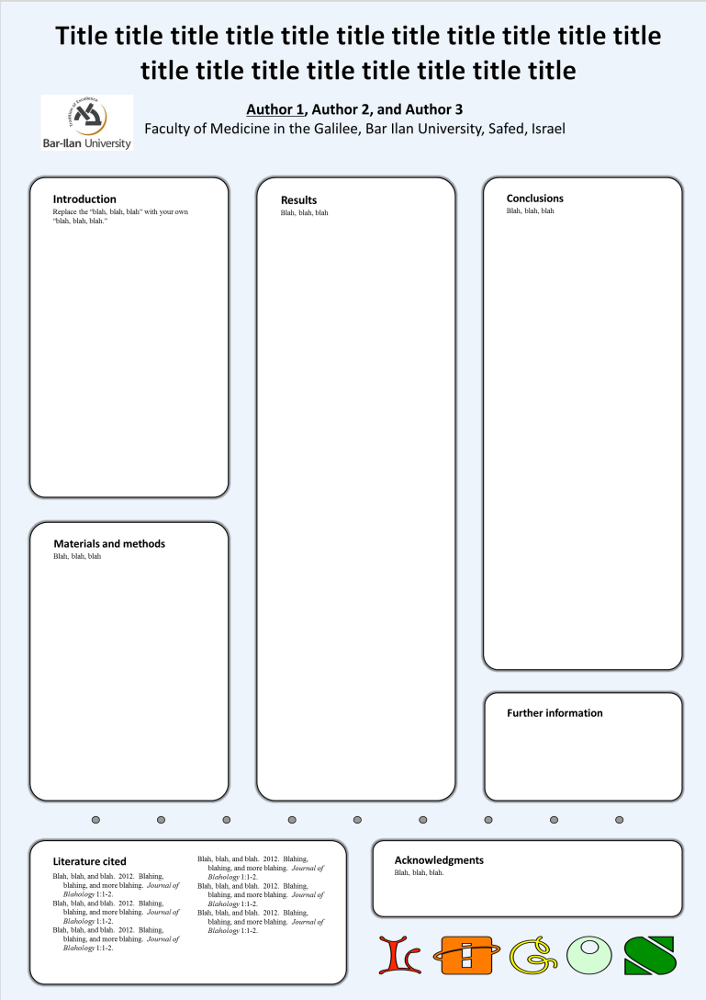 Title title title title title title title title title title title
title title title title title title title title
Tradition of Excellence
Bar-Ilan University
Author 1, Author 2, and Author 3
Faculty of Medicine in the Galilee, Bar Ilan University, Safed, Israel
Introduction
Replace the “blah, blah, blah” with your own
“blah, blah, blah.”
Materials and methods
Blah, blah, blah
Results
Blah, blah, blah
Conclusions
Blah, blah, blah
Further information
Literature cited
Blah, blah, and blah. 2012. Blahing,
blahing, and more blahing. Journal of
Blahology 1:1-2.
Blah, blah, and blah. 2012. Blahing,
blahing, and more blahing. Journal of
Blahology 1:1-2.
Blah, blah, and blah. 2012. Blahing,
blahing, and more blahing. Journal of
Blahology 1:1-2.
Blah, blah, and blah. 2012. Blahing,
blahing, and more blahing. Journal of
Blahology 1:1-2.
Blah, blah, and blah. 2012. Blahing,
blahing, and more blahing. Journal of
Blahology 1:1-2.
Blah, blah, and blah. 2012. Blahing,
blahing, and more blahing. Journal of
Blahology 1:1-2.
Acknowledgments
Blah, blah, blah.